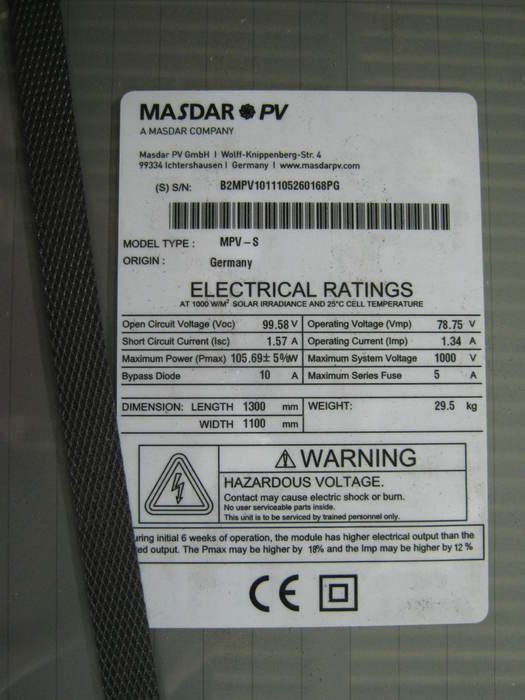 MASDAR PV
A MASDAR COMPANY
Masdar PV GmbH | Wolff-Knippenberg-Str. 4
99334 Ichtershausen | Germany | www.masdarpv.com
(S) S/N: B2MPV1011105260168PG
MODEL TYPE : MPV-S
ORIGIN : Germany
ELECTRICAL RATINGS
AT 1000 W/M² SOLAR IRRADIANCE AND 25°C CELL TEMPERATURE
Open Circuit Voltage (Voc) 99.58 V Operating Voltage (Vmp) 78.75 V
Short Circuit Current (Isc) 1.57 A Operating Current (Imp) 1.34 A
Maximum Power (Pmax) 105.69± 5%W Maximum System Voltage 1000 V
Bypass Diode 10 A Maximum Series Fuse 5 A
DIMENSION: LENGTH 1300 mm WEIGHT: 29.5 kg
WIDTH 1100 mm
WARNING
HAZARDOUS VOLTAGE.
Contact may cause electric shock or burn.
No user serviceable parts inside.
This unit is to be serviced by trained personnel only.
uring initial 6 weeks of operation, the module has higher electrical output than the
ed output. The Pmax may be higher by 18% and the Imp may be higher by 12 %
CE